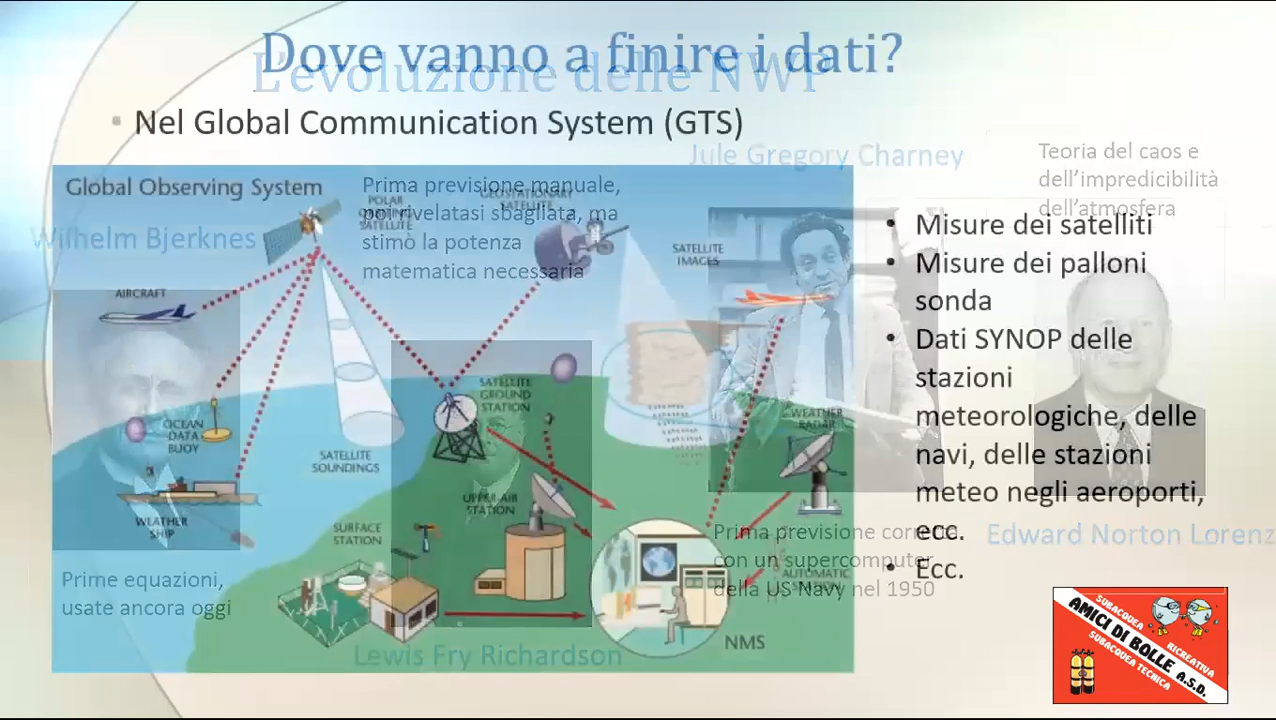 Dove vanno a finire i dati?
L'evoluzione delle NWP
• Nel Global Communication System (GTS)
Jule Gregory Charney
Teoria del caos e
dell'impredicibilità
dell'atmosfera
Global Observing System
Prima previsione manuale,
poi rivelatasi sbagliata, ma
stimò la potenza
matematica necessaria
POLAR
ORBITING
SATELLITE
GEOSTATIONARY
SATELLITE
SATELLITE
IMAGES
Wilhelm Bjerknes
AIRCRAFT
• Misure dei satelliti
• Misure dei palloni
sonda
• Dati SYNOP delle
stazioni
meteorologiche, delle
navi, delle stazioni
meteo negli aeroporti,
ecc.
• Ecc.
SATELLITE
GROUND
STATION
OCEAN
DATA
BUOY
WEATHER
RADAR
SATELLITE
SOUNDINGS
UPPER-AIR
STATION
WEATHER
SHIP
SURFACE
STATION
Prima previsione corretta
con un supercomputer
della US Navy nel 1950
AUTOMATIC
STATION
Edward Norton Lorenz
Prime equazioni,
usate ancora oggi
NMS
Lewis Fry Richardson
SUBACQUEA
RICREATIVA
AMICI DI BOLLE A.S.D.
SUBACQUEA TECNICA